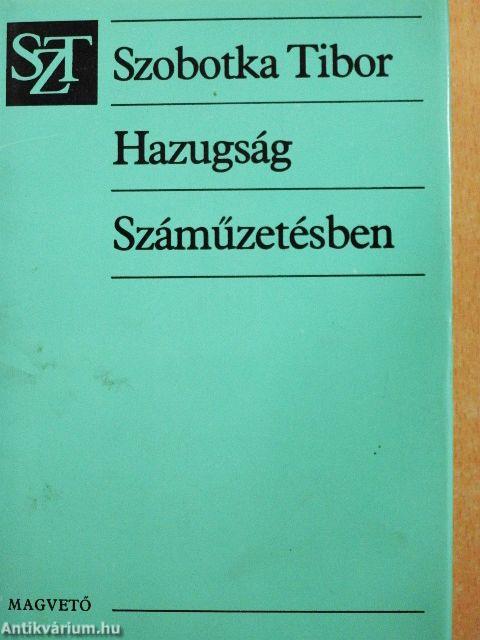 SZT
Szobotka Tibor
Hazugság
Száműzetésben
MAGVETŐ
Antikvárium.hu